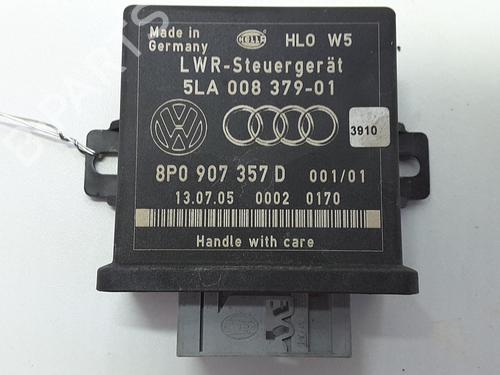 Made in
Germany
HELLA
HLO W5
LWR-Steuergerät
5LA 008 379-01
3910
8P0 907 357 D
001/01
13.07.05 0002 0170
Handle with care